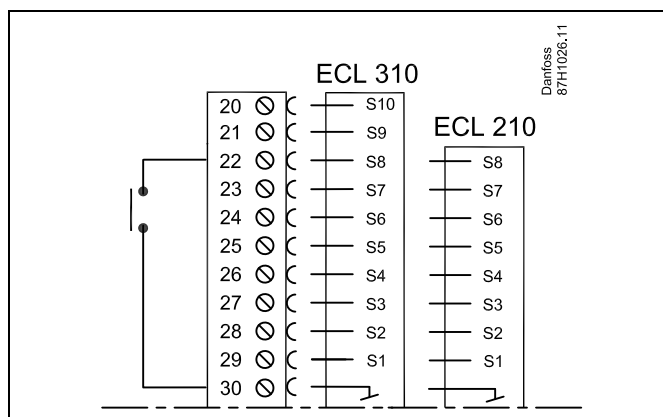 Danfoss
87H1026.11
ECL 310
ECL 210
20 S10
21 S9
22 S8 S8
23 S7 S7
24 S6 S6
25 S5 S5
26 S4 S4
27 S3 S3
28 S2 S2
29 S1 S1
30